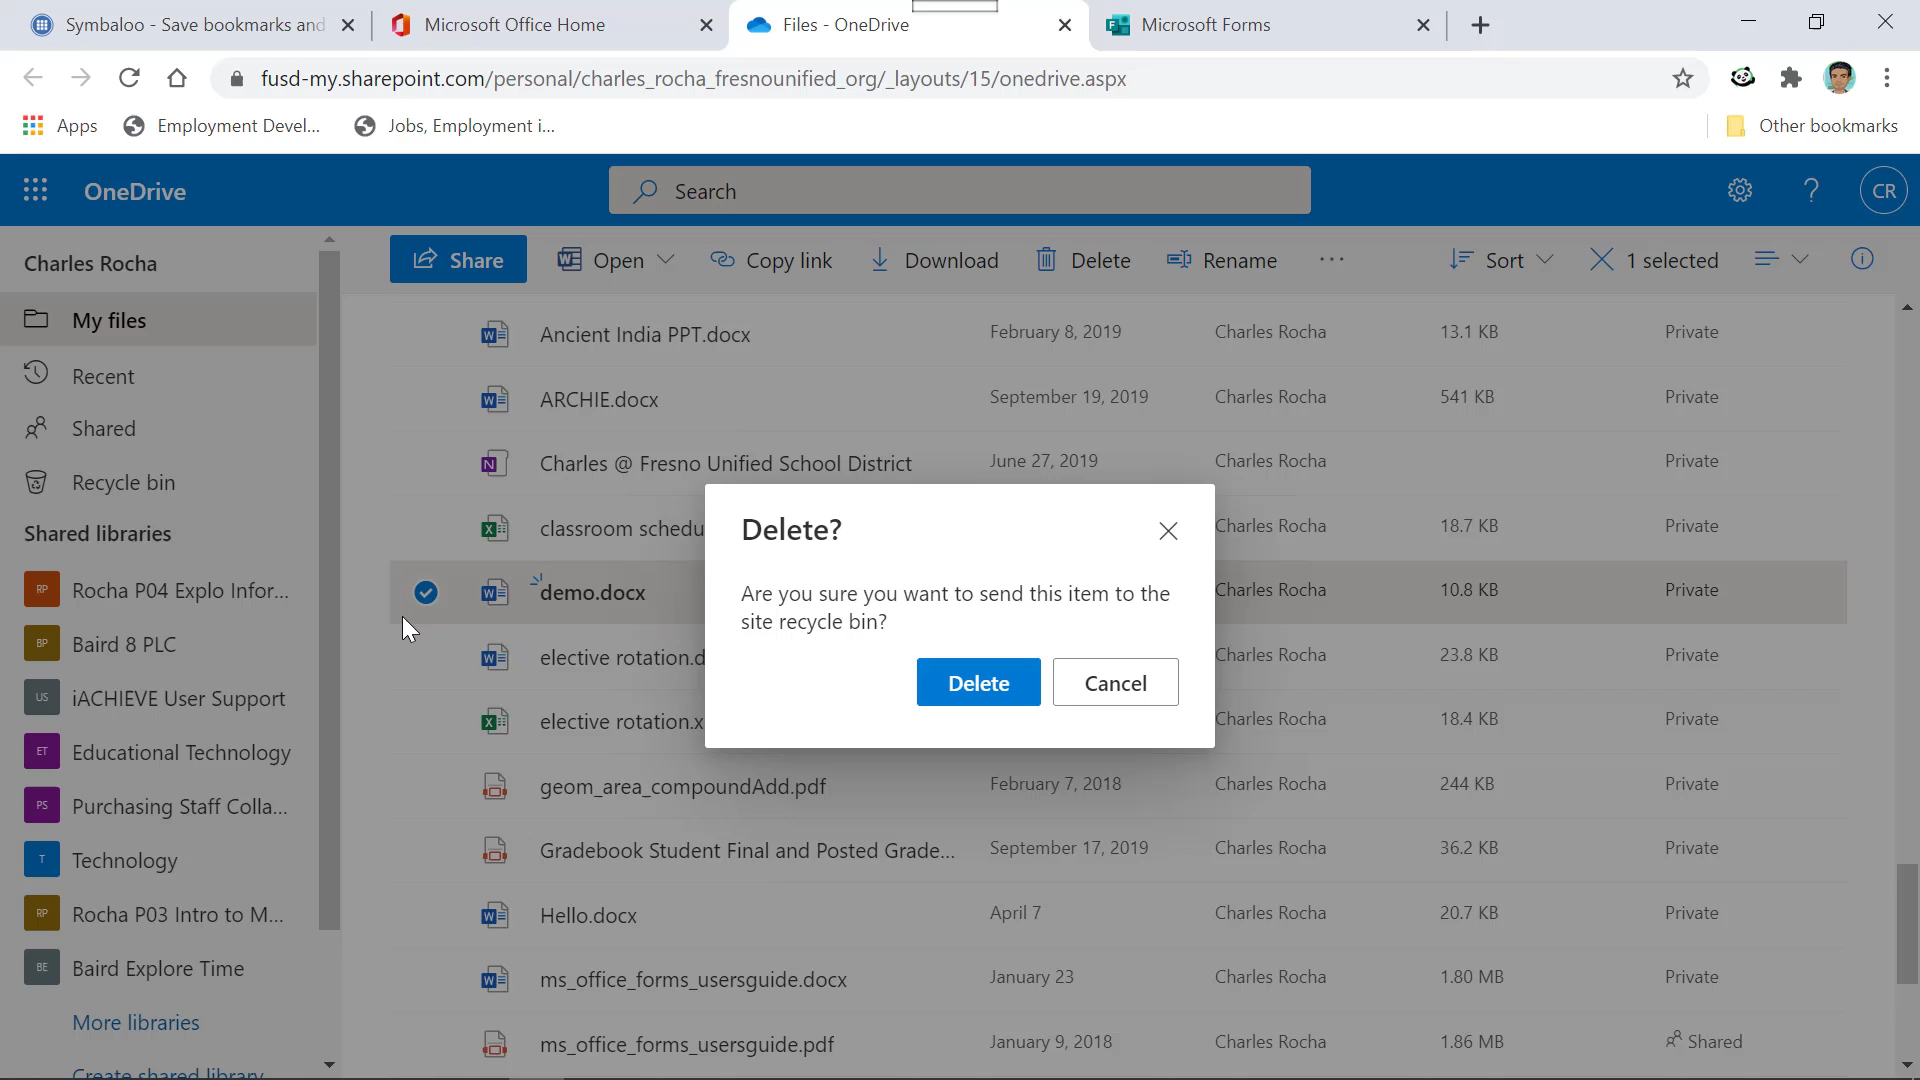 Symbaloo - Save bookmarks and
Microsoft Office Home
Files - OneDrive
Microsoft Forms
fusd-my.sharepoint.com/personal/charles_rocha_fresnounified_org/_layouts/15/onedrive.aspx
Apps
Employment Devel...
Jobs, Employment i...
Other bookmarks
OneDrive
Search
CR
Charles Rocha
Share
Open
Copy link
Download
Delete
Rename
Sort
1 selected
My files
Recent
Shared
Recycle bin
Shared libraries
RP Rocha P04 Explo Infor...
BP Baird 8 PLC
US iACHIEVE User Support
ET Educational Technology
PS Purchasing Staff Colla...
T Technology
RP Rocha P03 Intro to M...
BE Baird Explore Time
More libraries
Create shared library
Ancient India PPT.docx February 8, 2019 Charles Rocha 13.1 KB Private
ARCHIE.docx September 19, 2019 Charles Rocha 541 KB Private
Charles @ Fresno Unified School District June 27, 2019 Charles Rocha Private
classroom schedu Charles Rocha 18.7 KB Private
demo.docx Charles Rocha 10.8 KB Private
elective rotation.d Charles Rocha 23.8 KB Private
elective rotation.x Charles Rocha 18.4 KB Private
geom_area_compoundAdd.pdf February 7, 2018 Charles Rocha 244 KB Private
Gradebook Student Final and Posted Grade... September 17, 2019 Charles Rocha 36.2 KB Private
Hello.docx April 7 Charles Rocha 20.7 KB Private
ms_office_forms_usersguide.docx January 23 Charles Rocha 1.80 MB Private
ms_office_forms_usersguide.pdf January 9, 2018 Charles Rocha 1.86 MB Shared
Delete?
Are you sure you want to send this item to the
site recycle bin?
Delete
Cancel